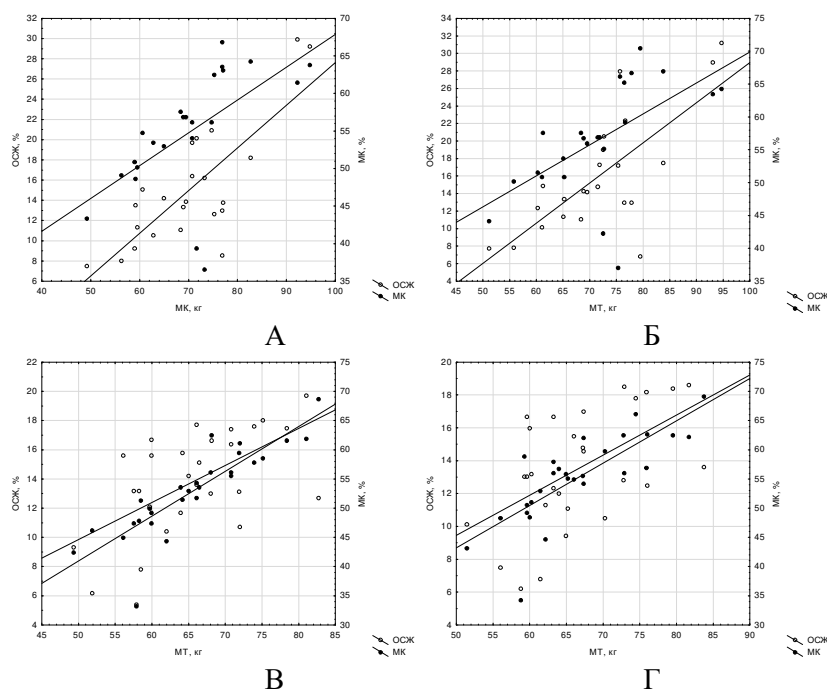 34 32 30 28 26 24 22 20 18 16 14 12 10 8 6 4
ОСЖ, %
40 50 60 70 80 90 100
МК, кг
70 65 60 55 50 45 40 35
МК, %
ОСЖ
МК
А
34 32 30 28 26 24 22 20 18 16 14 12 10 8 6 4
ОСЖ, %
45 50 55 60 65 70 75 80 85 90 95 100
МТ, кг
75 70 65 60 55 50 45 40 35
МК, %
ОСЖ
МК
Б
22 20 18 16 14 12 10 8 6 4
ОСЖ, %
45 50 55 60 65 70 75 80 85
МТ, кг
75 70 65 60 55 50 45 40 35 30
МК, %
ОСЖ
МК
В
20 18 16 14 12 10 8 6 4
ОСЖ, %
50 55 60 65 70 75 80 85 90
МТ, кг
75 70 65 60 55 50 45 40 35 30
МК, %
ОСЖ
МК
Г